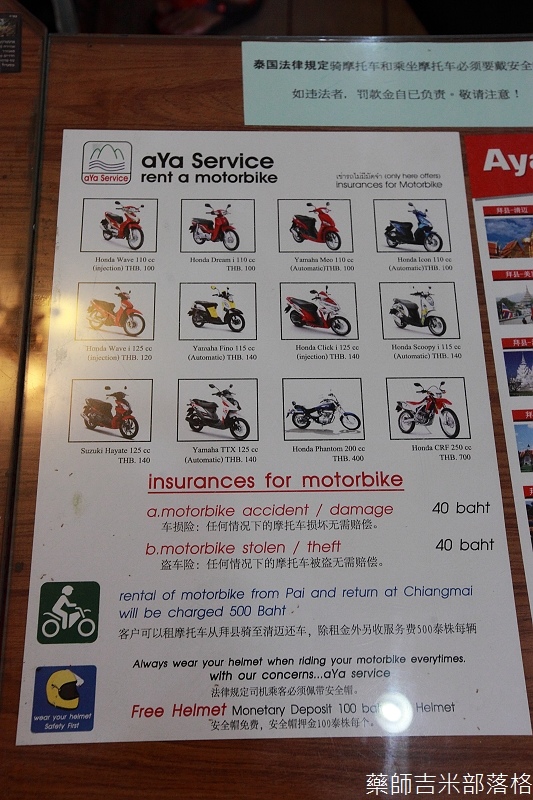 泰国法律規定骑摩托车和乘坐摩托车必须要戴安全
如违法者，罚款金自已负责。敬请注意！
aYa Service
aYa Service
rent a motorbike
(only here offers)
insurances for Motorbike
Aya
Honda Wave 110 cc
(injection) THB. 100
Honda Dream i 110 cc
THB. 100
Yamaha Meo 110 cc
(Automatic) THB. 100
Honda Icon 110 cc
(Automatic)THB. 100
拜县-清迈
Honda Wave i 125 cc
(injection) THB. 120
Yamaha Fino 115 cc
(Automatic) THB. 140
Honda Click i 125 cc
(injection) THB. 140
Honda Scoopy i 115 cc
(Automatic) THB. 140
Suzuki Hayate 125 cc
THB. 140
Yamaha TTX 125 cc
(Automatic) THB. 140
Honda Phantom 200 cc
THB. 400
Honda CRF 250 cc
THB. 700
insurances for motorbike
a.motorbike accident / damage 40 baht
车损险：任何情况下的摩托车损坏无需赔偿。
b.motorbike stolen / theft 40 baht
盗车险：任何情况下的摩托车被盗无需赔偿。
rental of motorbike from Pai and return at Chiangmai
will be charged 500 Baht .
客户可以租摩托车从拜县骑至清迈还车，除租金外另收服务费500泰株每辆
Always wear your helmet when riding your motorbike everytimes.
with our concerns...aYa service
法律規定司机乘客必须佩带安全帽。
wear your helmet
Safety First
Free Helmet Monetary Deposit 100 baht Helmet
安全帽免费，安全帽押金100泰株每个。
藥師吉米部落格